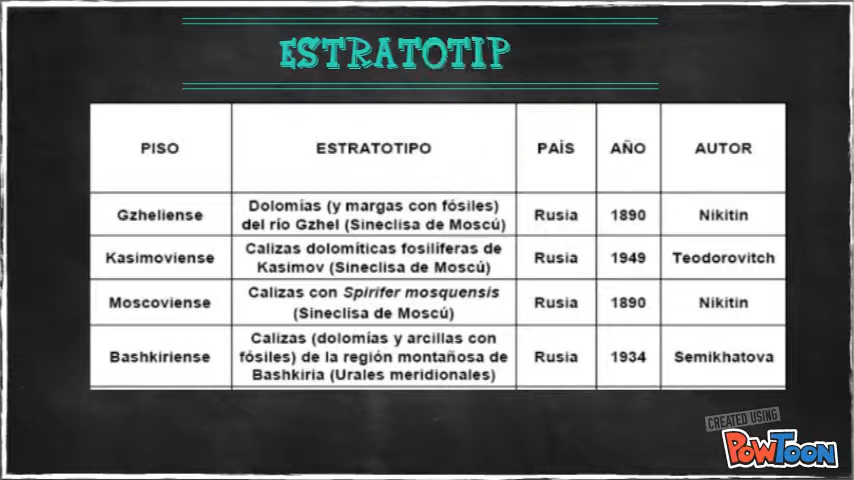 ESTRATOTIP
PISO ESTRATOTIPO PAÍS AÑO AUTOR
Gzheliense Dolomías (y margas con fósiles) del río Gzhel (Sineclisa de Moscú) Rusia 1890 Nikitin
Kasimoviense Calizas dolomíticas fosilíferas de Kasimov (Sineclisa de Moscú) Rusia 1949 Teodorovitch
Moscoviense Calizas con Spirifer mosquensis (Sineclisa de Moscú) Rusia 1890 Nikitin
Bashkiriense Calizas (dolomías y arcillas con fósiles) de la región montañosa de Bashkiria (Urales meridionales) Rusia 1934 Semikhatova
CREATED USING
POWTOON